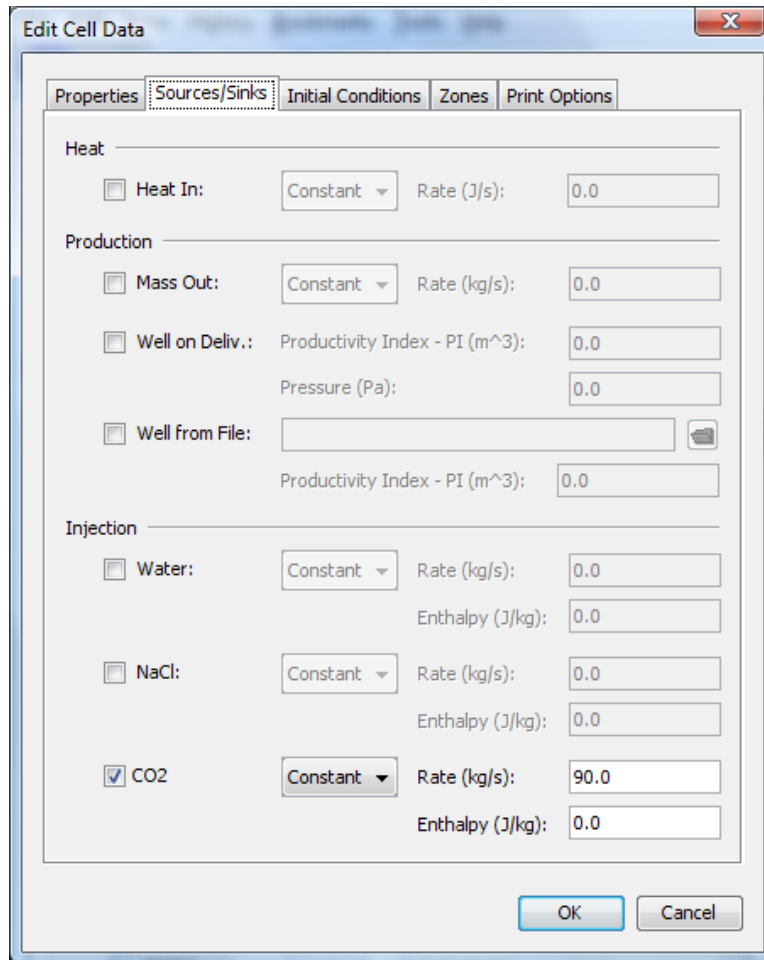 Edit Cell Data
Properties Sources/Sinks Initial Conditions Zones Print Options
Heat
Heat In: Constant Rate (J/s): 0.0
Production
Mass Out: Constant Rate (kg/s): 0.0
Well on Deliv.: Productivity Index - PI (m^3): 0.0
Pressure (Pa): 0.0
Well from File:
Productivity Index - PI (m^3): 0.0
Injection
Water: Constant Rate (kg/s): 0.0
Enthalpy (J/kg): 0.0
NaCl: Constant Rate (kg/s): 0.0
Enthalpy (J/kg): 0.0
CO2 Constant Rate (kg/s): 90.0
Enthalpy (J/kg): 0.0
OK Cancel